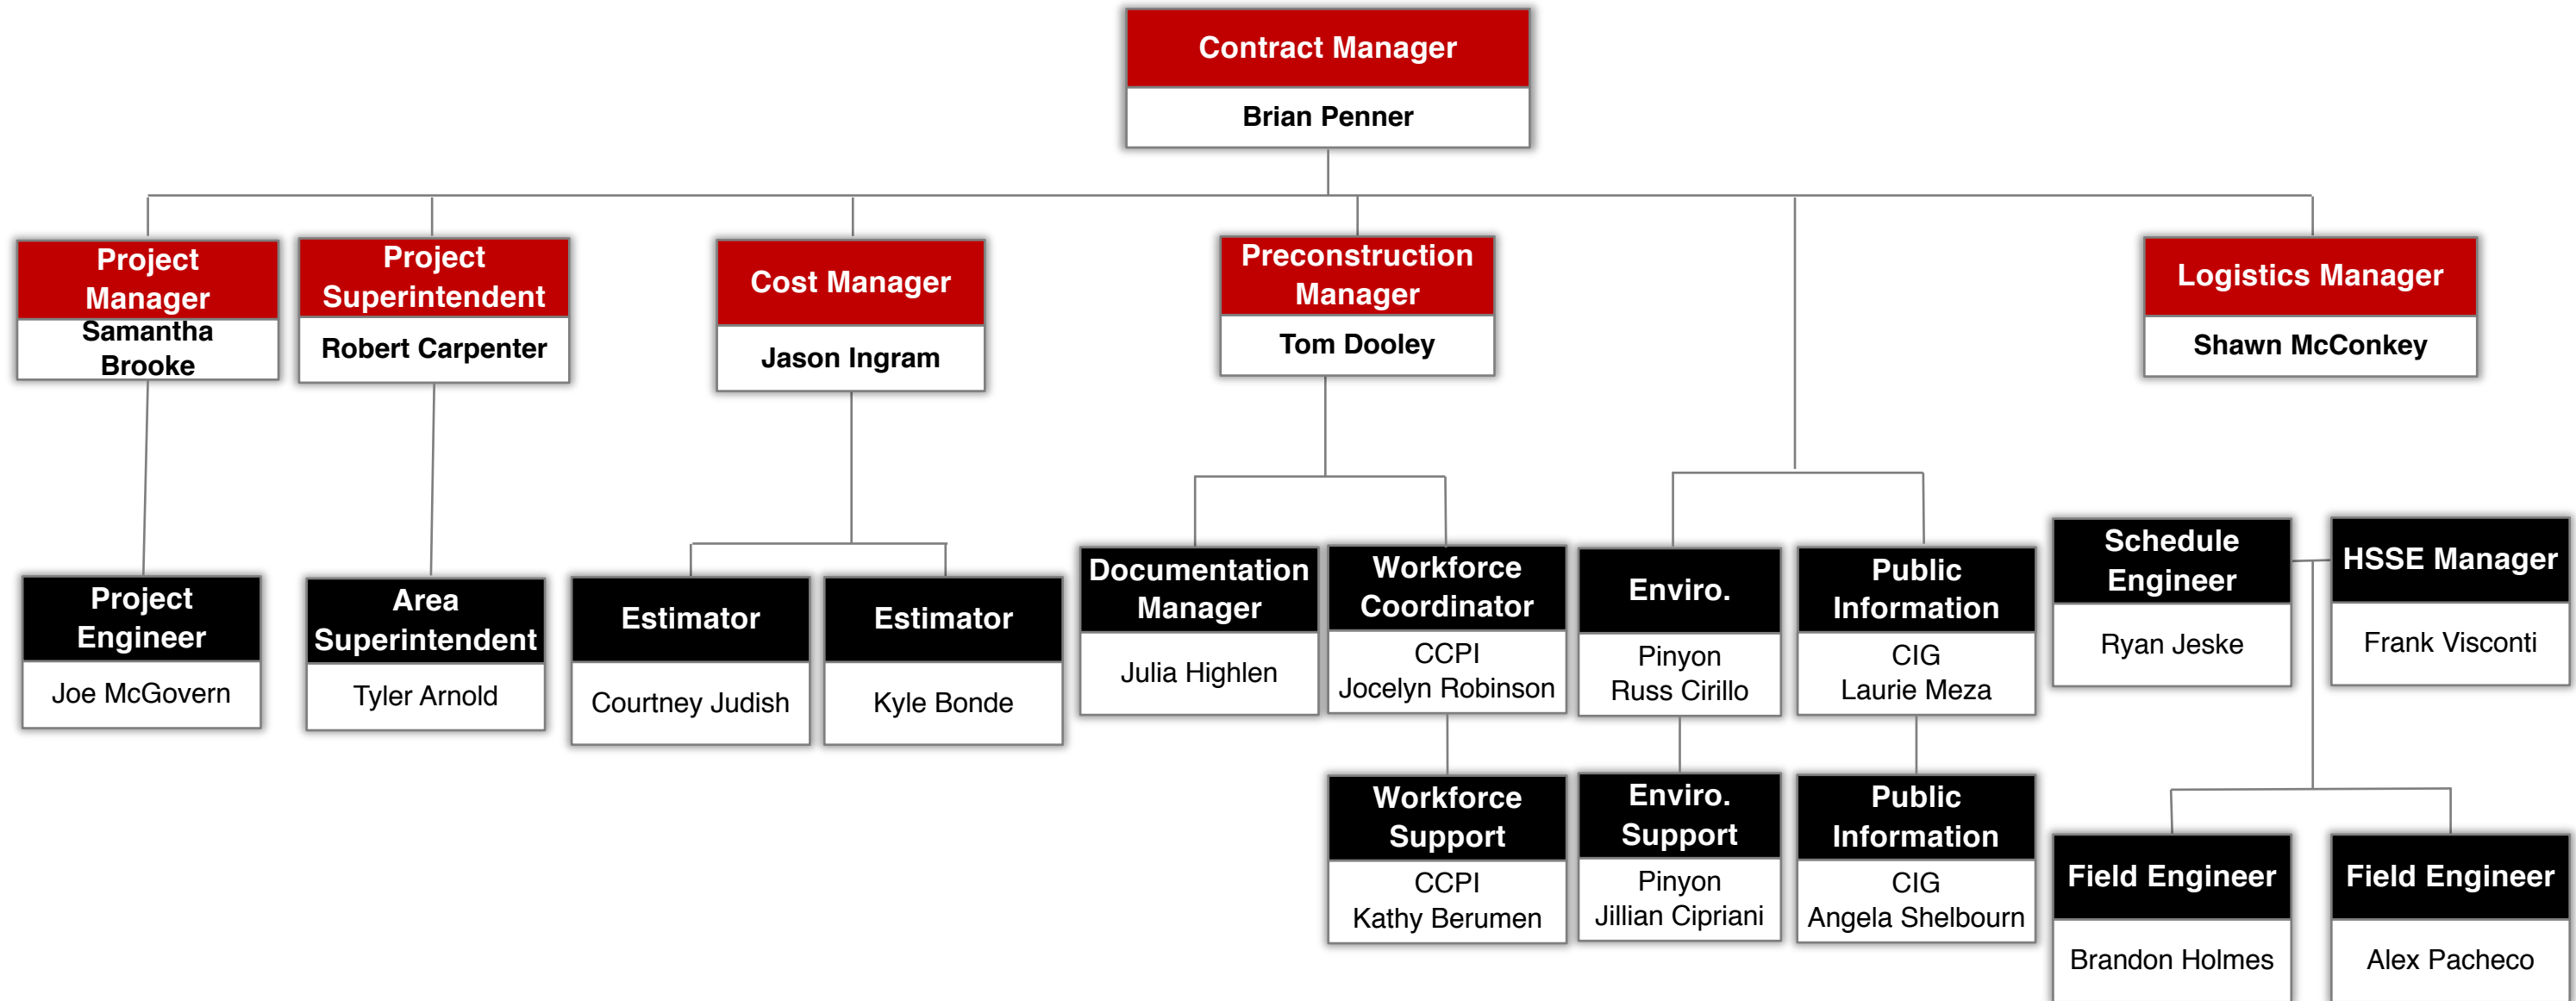 Contract Manager
Brian Penner
Project
Manager
Samantha
Brooke
Project
Superintendent
Robert Carpenter
Cost Manager
Jason Ingram
Preconstruction
Manager
Tom Dooley
Logistics Manager
Shawn McConkey
Project
Engineer
Joe McGovern
Area
Superintendent
Tyler Arnold
Estimator
Courtney Judish
Estimator
Kyle Bonde
Documentation
Manager
Julia Highlen
Workforce
Coordinator
CCPI
Jocelyn Robinson
Enviro.
Pinyon
Russ Cirillo
Public
Information
CIG
Laurie Meza
Schedule
Engineer
Ryan Jeske
HSSE Manager
Frank Visconti
Workforce
Support
CCPI
Kathy Berumen
Enviro.
Support
Pinyon
Jillian Cipriani
Public
Information
CIG
Angela Shelbourn
Field Engineer
Brandon Holmes
Field Engineer
Alex Pacheco